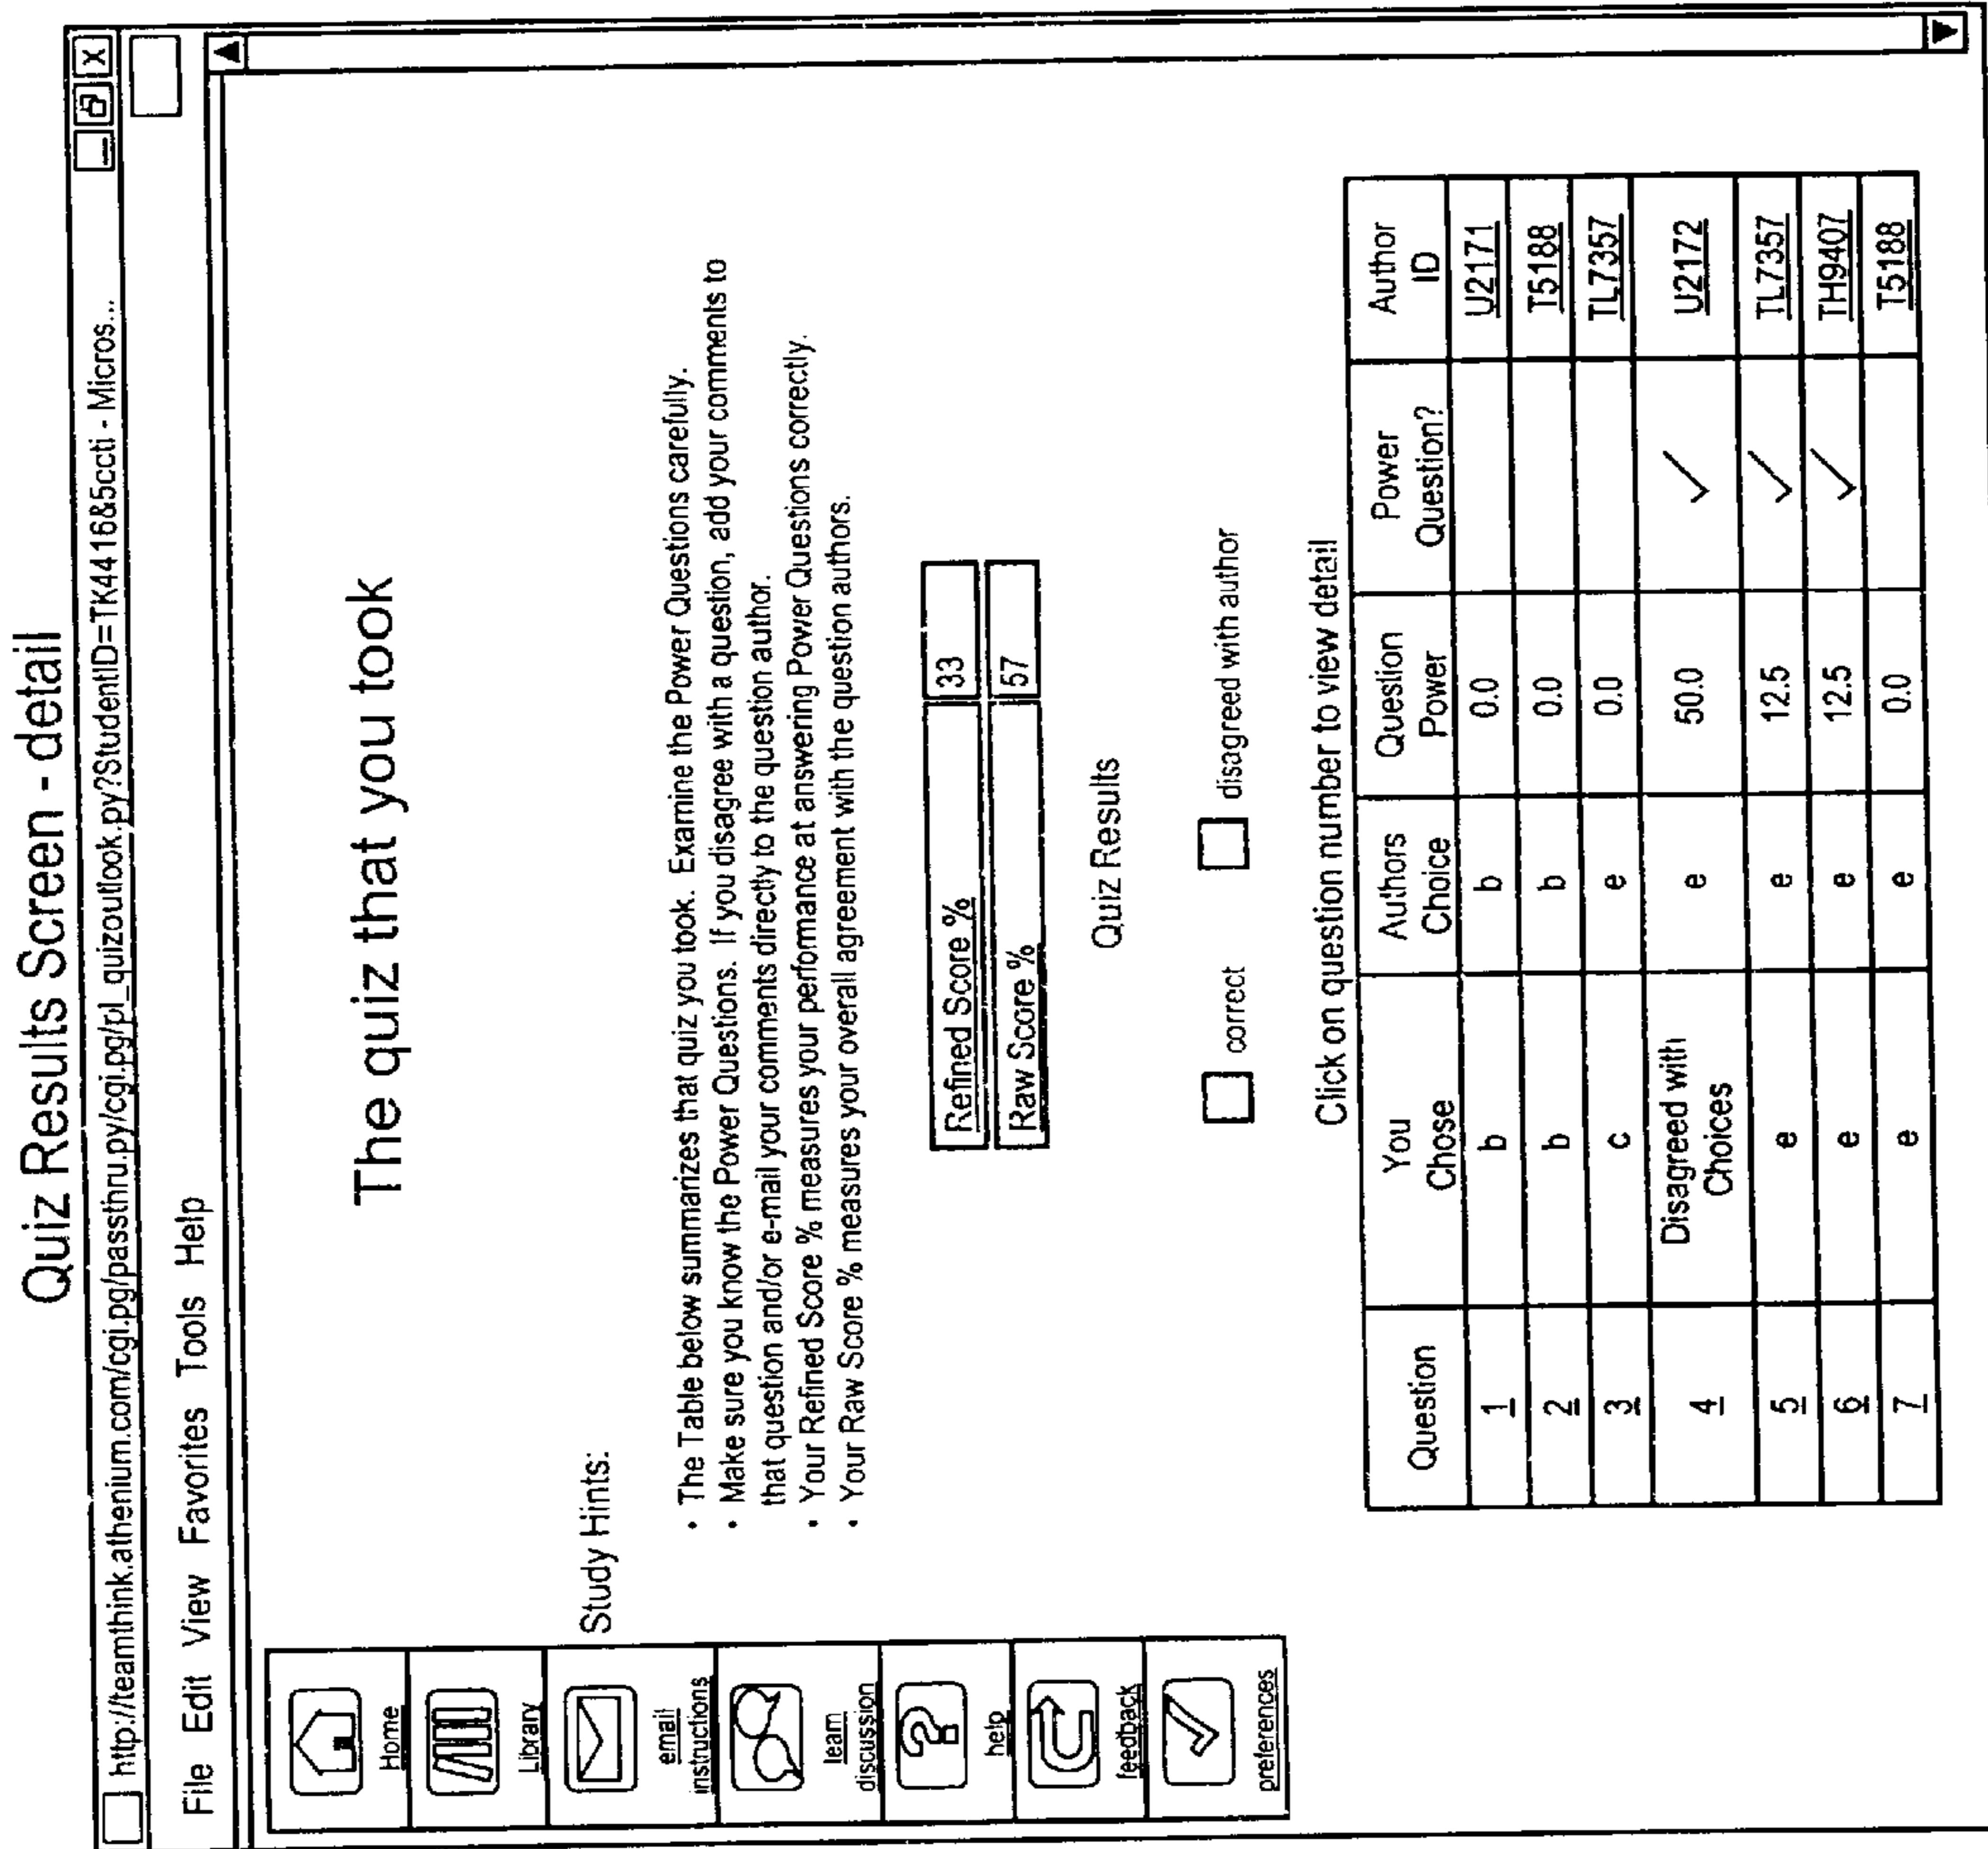 Quiz Results Screen - detail
http://teamthink.athenium.com/cgi.pg/passthru.py/cgi.pg/pl_quizoutlook.py?StudentID=TK4416&5ccti - Micros...
File Edit View Favorites Tools Help
Home
Library
email
instructions
team
discussion
help
feedback
preferences
The quiz that you took
Study Hints:
• The Table below summarizes that quiz you took. Examine the Power Questions carefully.
• Make sure you know the Power Questions. If you disagree with a question, add your comments to
that question and/or e-mail your comments directly to the question author.
• Your Refined Score % measures your performance at answering Power Questions correctly.
• Your Raw Score % measures your overall agreement with the question authors.
Refined Score % 33
Raw Score % 57
Quiz Results
correct disagreed with author
Click on question number to view detail
Question You Chose Authors Choice Question Power Power Question? Author ID
1 b b 0.0 U2171
2 b b 0.0 T5188
3 c e 0.0 TL7357
4 Disagreed with Choices e 50.0 ✓ U2172
5 e e 12.5 ✓ TL7357
6 e e 12.5 ✓ TH9407
7 e e 0.0 T5188